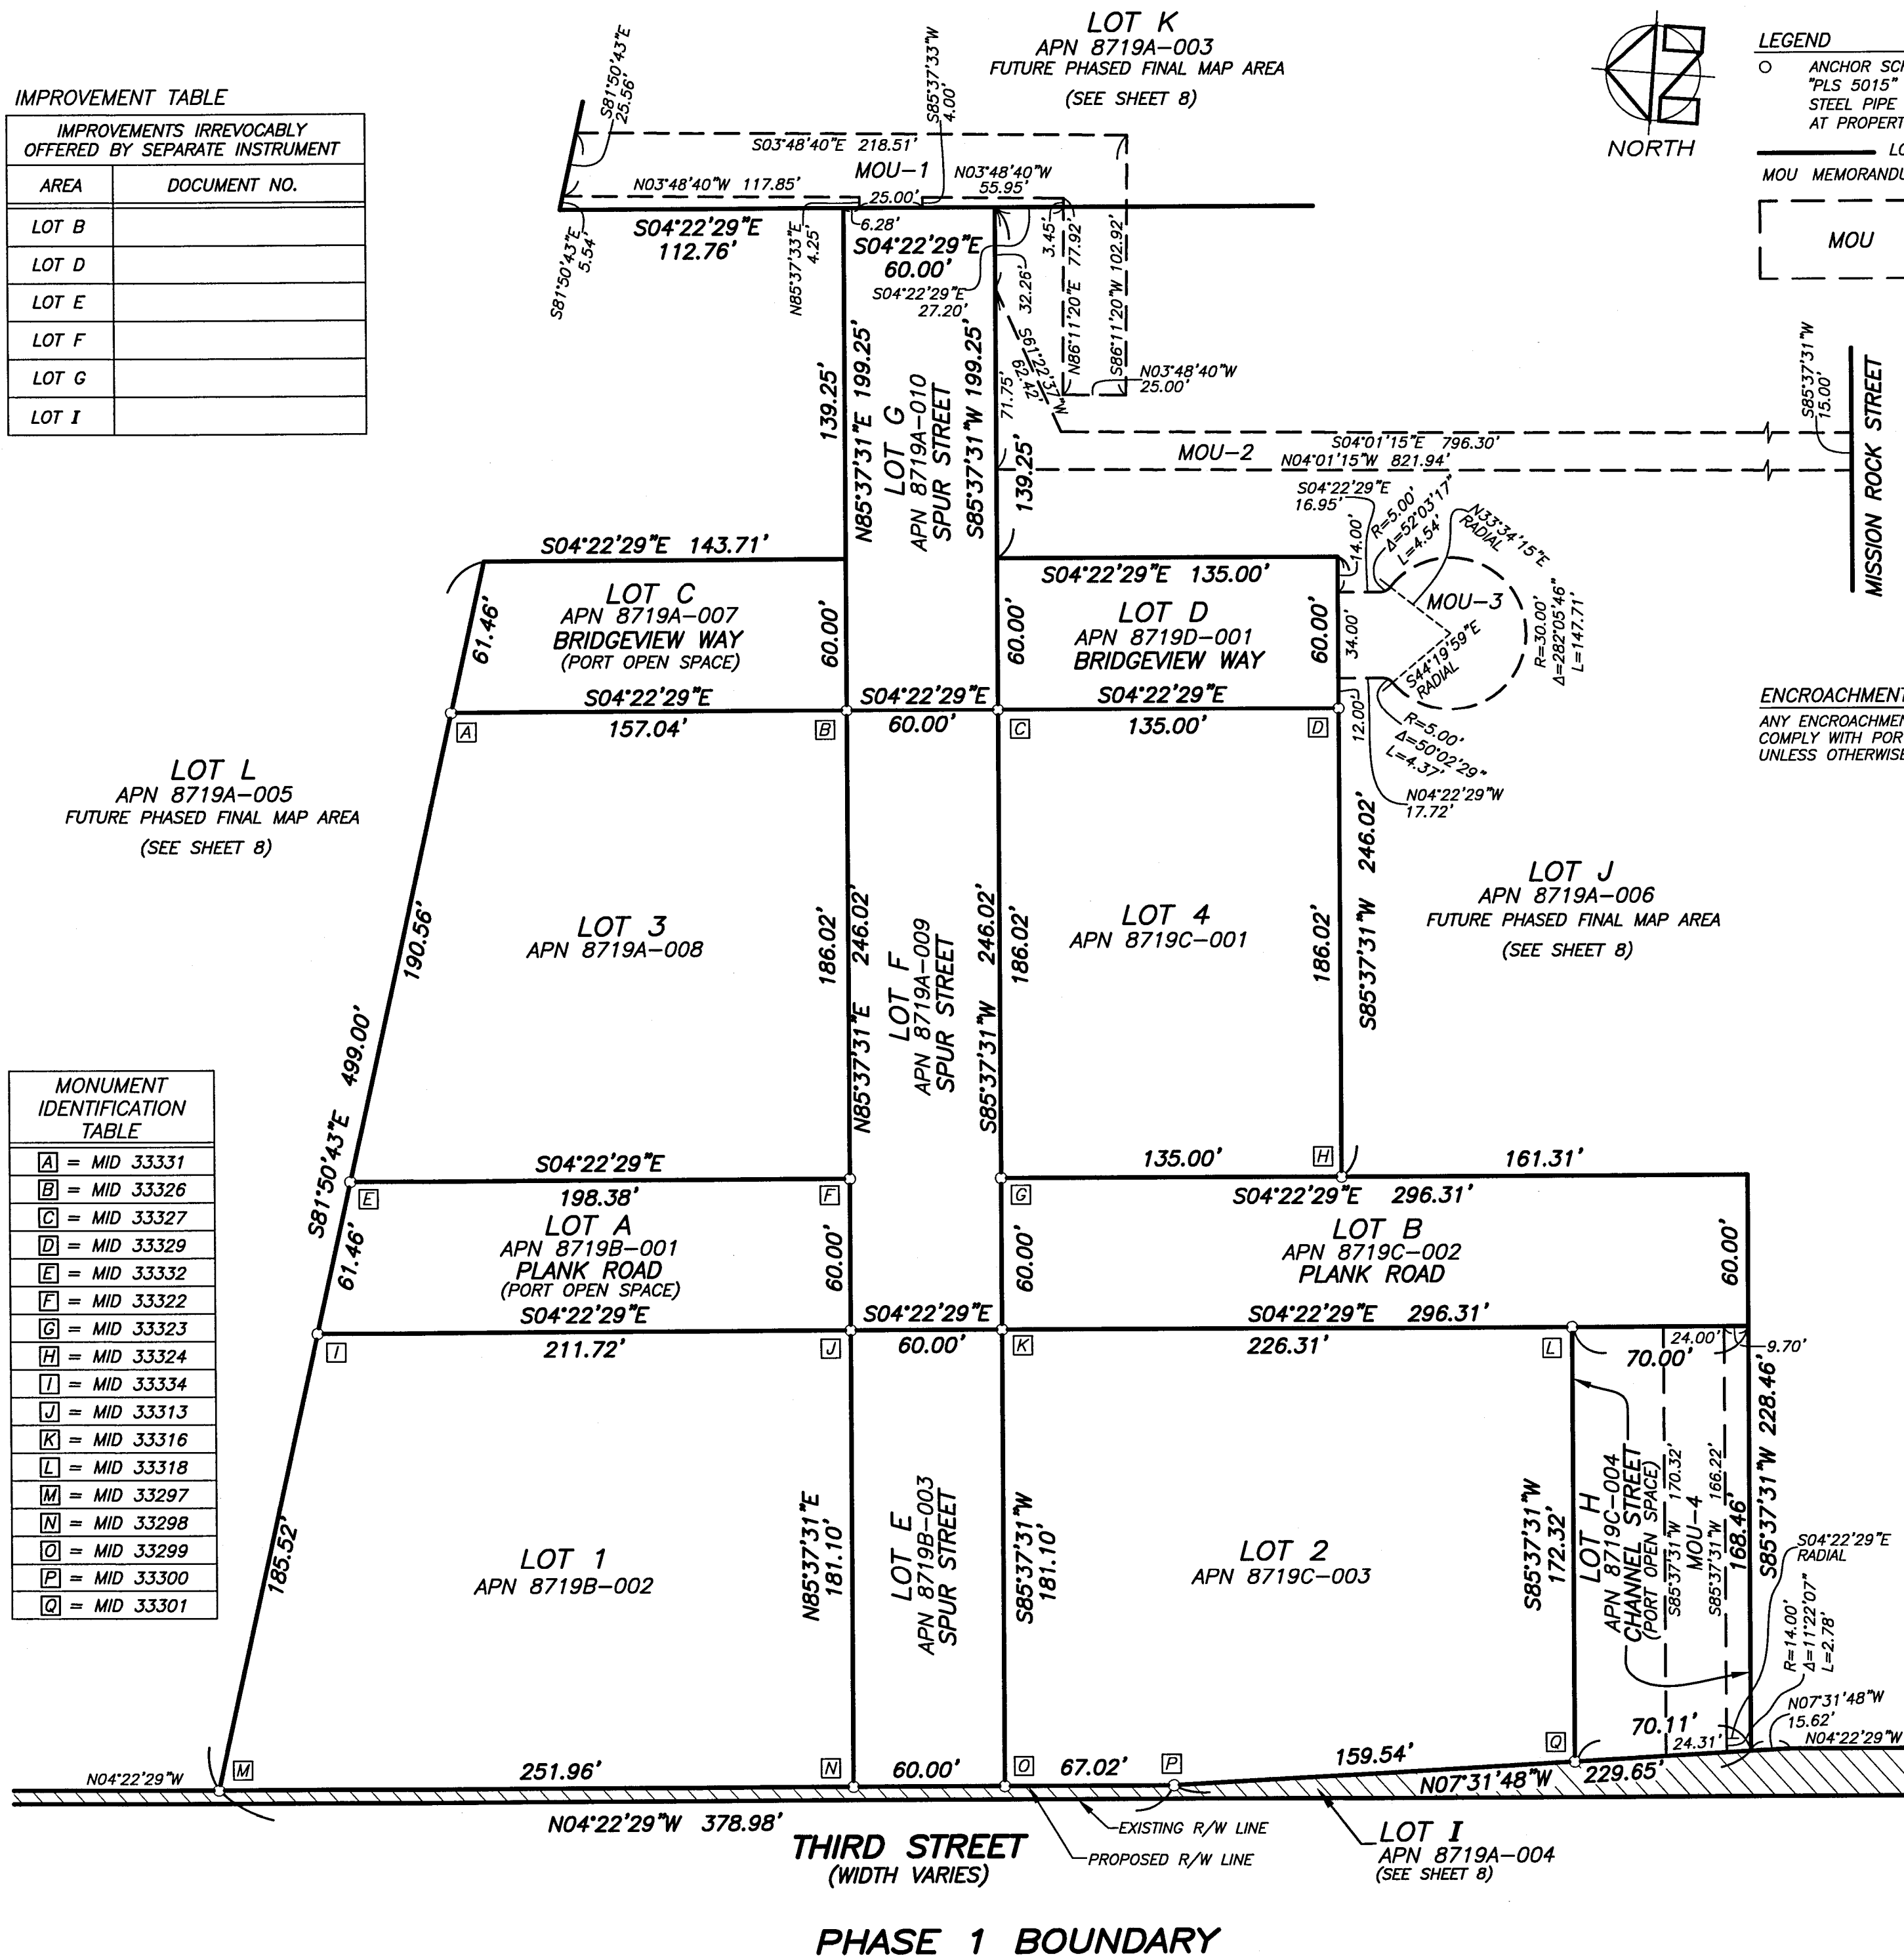 LOT K
APN 8719A-003
FUTURE PHASED FINAL MAP AREA
(SEE SHEET 8)
NORTH
LEGEND
ANCHOR SC
"PLS 5015"
STEEL PIPE
AT PROPERT
LO
MOU MEMORANDU
MOU
IMPROVEMENT TABLE
IMPROVEMENTS IRREVOCABLY
OFFERED BY SEPARATE INSTRUMENT
AREA DOCUMENT NO.
LOT B
LOT D
LOT E
LOT F
LOT G
LOT I
S81°50'43"E
25.56'
S85°37'33"W
4.00'
S03°48'40"E 218.51'
MOU-1
N03°48'40"W 117.85'
25.00'
N03°48'40"W
55.95'
6.28'
S04°22'29"E
112.76'
S81°50'43"E
5.54'
N85°37'33"E
4.25'
S04°22'29"E
60.00'
S04°22'29"E
27.20'
32.26'
3.45'
N86°11'20"E 77.92'
S86°11'20"W 102.92'
S61°22'37"W
62.42'
71.75'
N03°48'40"W
25.00'
139.25'
N85°37'31"E 199.25'
LOT G
APN 8719A-010
SPUR STREET
S85°37'31"W 199.25'
139.25'
MOU-2
S04°01'15"E 796.30'
N04°01'15"W 821.94'
S85°37'31"W
15.00'
MISSION ROCK STREET
S04°22'29"E
16.95'
14.00'
R=5.00'
Δ=52°03'17"
L=4.54'
N33°34'15"E
RADIAL
MOU-3
34.00'
S44°19'59"E
RADIAL
R=30.00'
Δ=282°05'46"
L=147.71'
12.00'
R=5.00'
Δ=50°02'29"
L=4.37'
N04°22'29"W
17.72'
ENCROACHMENT
ANY ENCROACHMEN
COMPLY WITH POR
UNLESS OTHERWISE
S04°22'29"E 143.71'
LOT C
APN 8719A-007
BRIDGEVIEW WAY
(PORT OPEN SPACE)
61.46'
60.00'
60.00'
S04°22'29"E 135.00'
LOT D
APN 8719D-001
BRIDGEVIEW WAY
60.00'
S04°22'29"E
157.04'
S04°22'29"E
60.00'
S04°22'29"E
135.00'
A
B
C
D
LOT L
APN 8719A-005
FUTURE PHASED FINAL MAP AREA
(SEE SHEET 8)
LOT 3
APN 8719A-008
190.56'
186.02'
N85°37'31"E 246.02'
LOT F
APN 8719A-009
SPUR STREET
S85°37'31"W 246.02'
186.02'
LOT 4
APN 8719C-001
186.02'
S85°37'31"W 246.02'
LOT J
APN 8719A-006
FUTURE PHASED FINAL MAP AREA
(SEE SHEET 8)
S81°50'43"E 499.00'
MONUMENT
IDENTIFICATION
TABLE
A = MID 33331
B = MID 33326
C = MID 33327
D = MID 33329
E = MID 33332
F = MID 33322
G = MID 33323
H = MID 33324
I = MID 33334
J = MID 33313
K = MID 33316
L = MID 33318
M = MID 33297
N = MID 33298
O = MID 33299
P = MID 33300
Q = MID 33301
S04°22'29"E
198.38'
E
F
G
H
135.00'
161.31'
S04°22'29"E 296.31'
LOT A
APN 8719B-001
PLANK ROAD
(PORT OPEN SPACE)
61.46'
60.00'
60.00'
LOT B
APN 8719C-002
PLANK ROAD
60.00'
S04°22'29"E
211.72'
S04°22'29"E
60.00'
S04°22'29"E 296.31'
226.31'
I
J
K
L
70.00'
24.00'
9.70'
LOT 1
APN 8719B-002
185.52'
N85°37'31"E
181.10'
LOT E
APN 8719B-003
SPUR STREET
S85°37'31"W
181.10'
LOT 2
APN 8719C-003
S85°37'31"W
172.32'
LOT H
APN 8719C-004
CHANNEL STREET
(PORT OPEN SPACE)
S85°37'31"W 170.32'
MOU-4
S85°37'31"W 166.22'
168.46'
S85°37'31"W 228.46'
S04°22'29"E
RADIAL
R=14.00'
Δ=11°22'07"
L=2.78'
N07°31'48"W
15.62'
N04°22'29"W
70.11'
24.31'
N04°22'29"W
M
251.96'
N
60.00'
O
67.02'
P
159.54'
Q
N07°31'48"W 229.65'
N04°22'29"W 378.98'
THIRD STREET
(WIDTH VARIES)
EXISTING R/W LINE
PROPOSED R/W LINE
LOT I
APN 8719A-004
(SEE SHEET 8)
PHASE 1 BOUNDARY